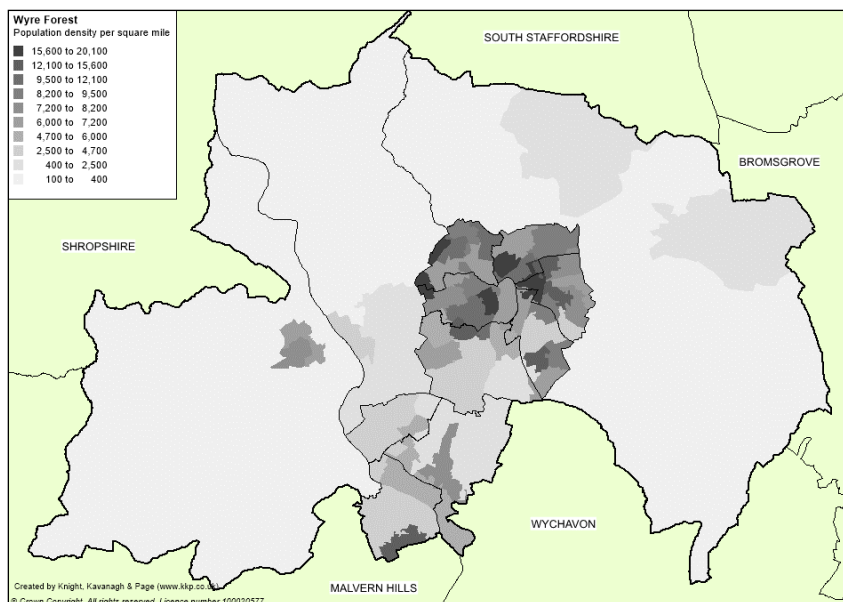 Wyre Forest
Population density per square mile
15,600 to 20,100
12,100 to 15,600
9,500 to 12,100
8,200 to 9,500
7,200 to 8,200
6,000 to 7,200
4,700 to 6,000
2,500 to 4,700
400 to 2,500
100 to 400
SOUTH STAFFORDSHIRE
BROMSGROVE
SHROPSHIRE
WYCHAVON
MALVERN HILLS
Created by Knight, Kavanagh & Page (www.kkp.co.uk)
© Crown Copyright. All rights reserved. Licence number 100020577